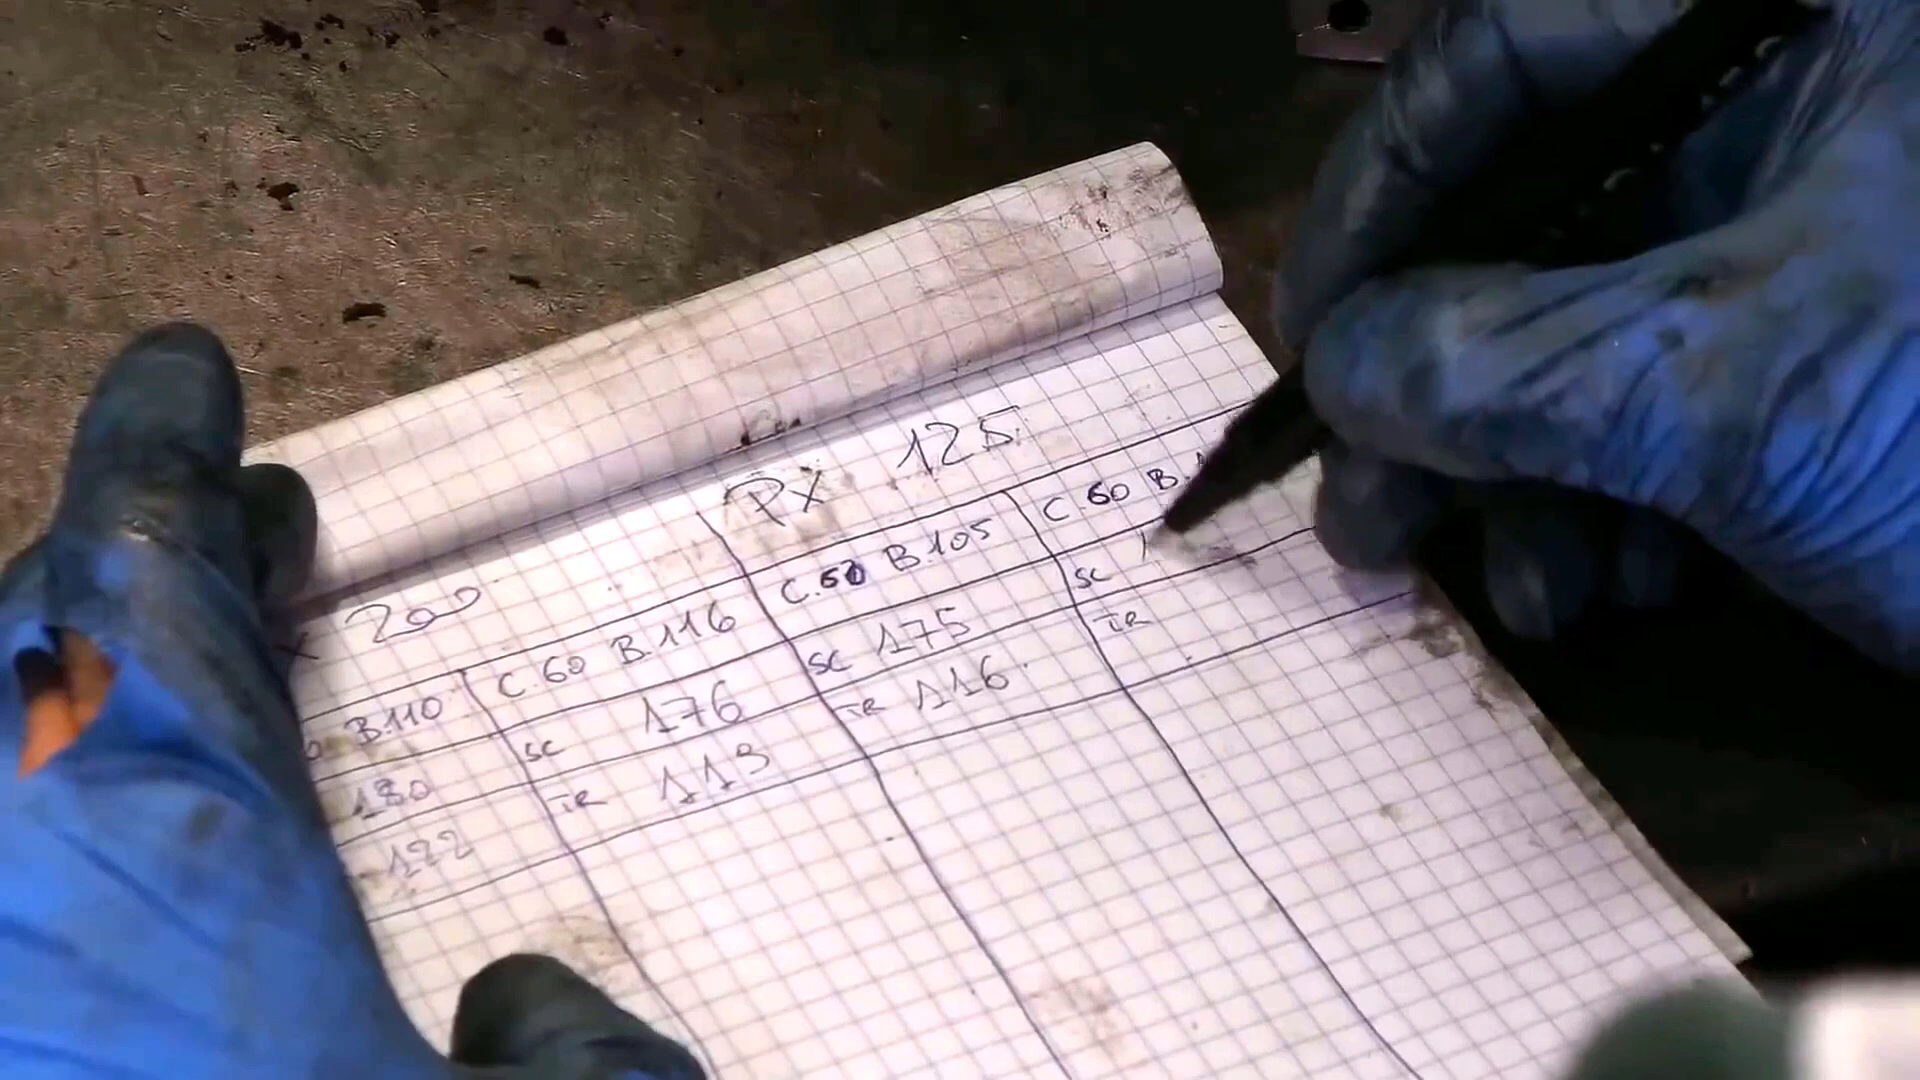 PX 125
X 200
B.110
C.60 B.116
C.60 B.105
C.60 B.
180
SC 176
SC 175
SC 1
122
TR 113
TR 116
TR